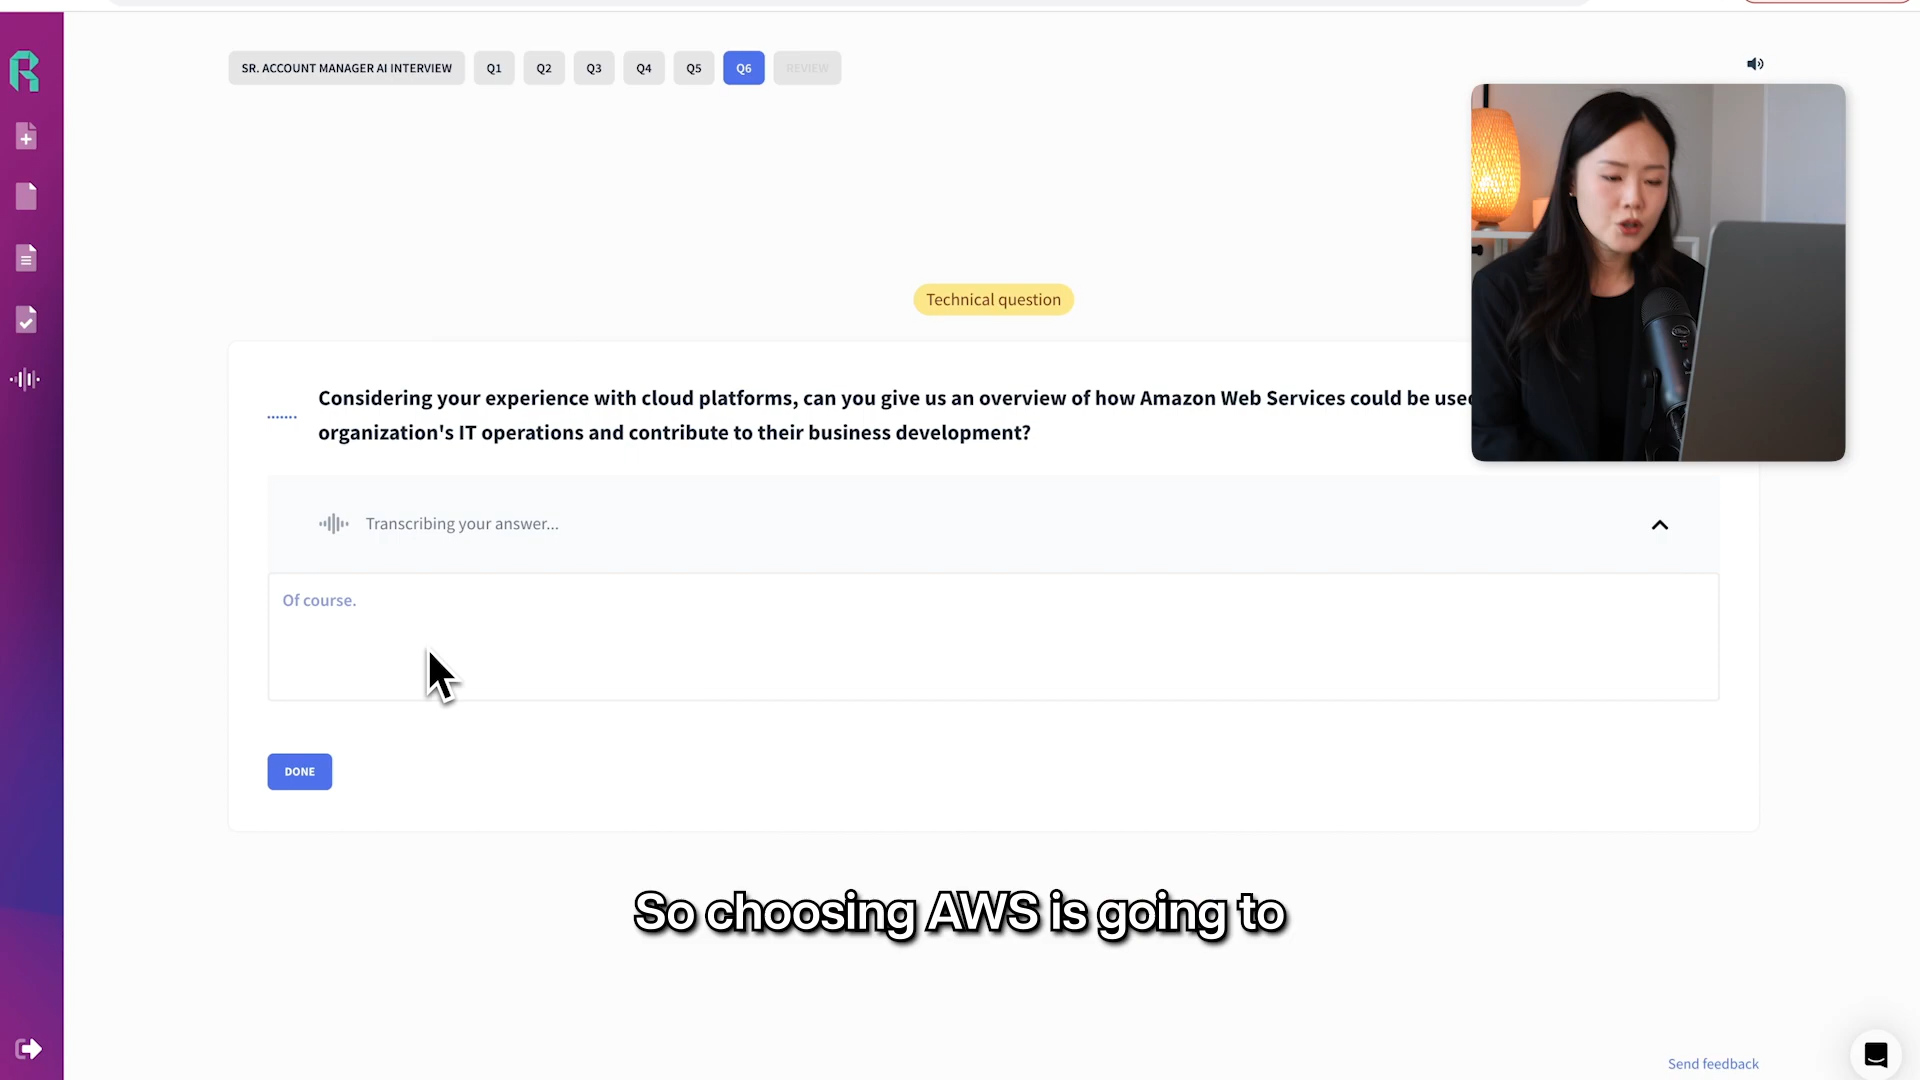 SR. ACCOUNT MANAGER AI INTERVIEW
Q1
Q2
Q3
Q4
Q5
Q6
REVIEW
Technical question
Considering your experience with cloud platforms, can you give us an overview of how Amazon Web Services could be used
organization's IT operations and contribute to their business development?
Transcribing your answer...
Of course.
DONE
So choosing AWS is going to
Send feedback